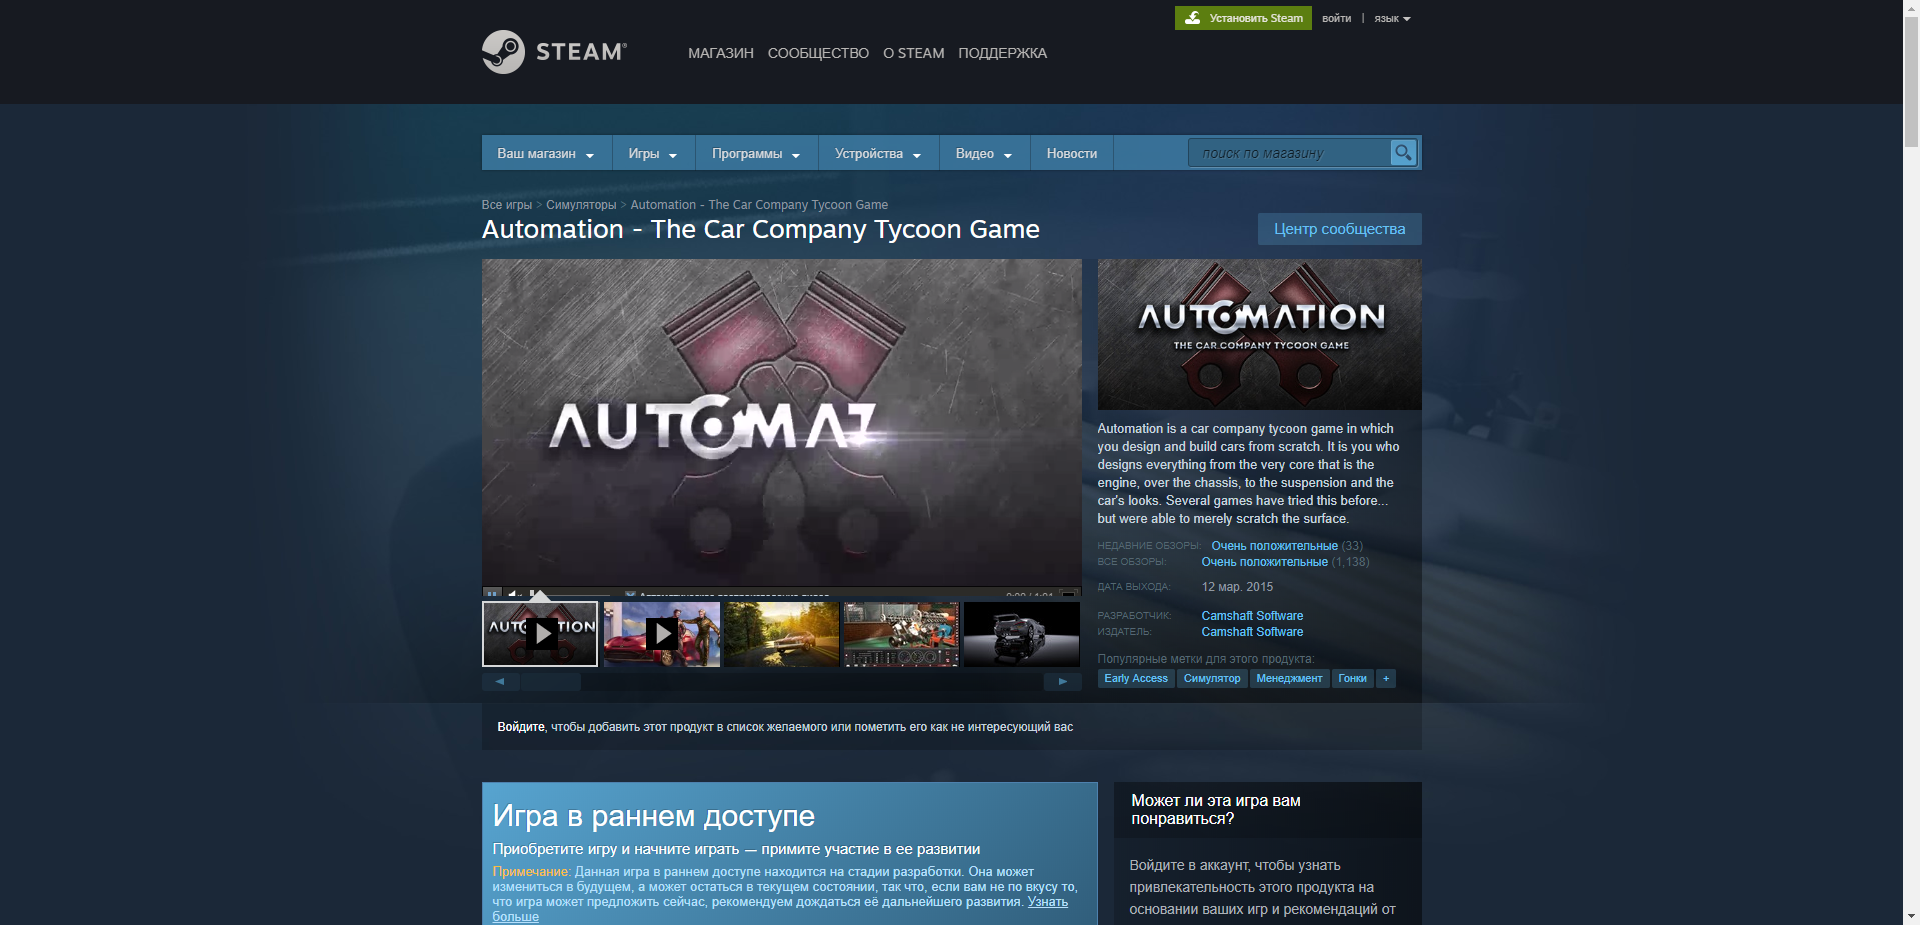 Установить Steam
войти | язык
STEAM®
МАГАЗИН СООБЩЕСТВО О STEAM ПОДДЕРЖКА
Ваш магазин Игры Программы Устройства Видео Новости поиск по магазину
Все игры > Симуляторы > Automation - The Car Company Tycoon Game
Automation - The Car Company Tycoon Game
Центр сообщества
AUTOMAT
AUTOMATION
THE CAR COMPANY TYCOON GAME
Automation is a car company tycoon game in which
you design and build cars from scratch. It is you who
designs everything from the very core that is the
engine, over the chassis, to the suspension and the
car's looks. Several games have tried this before...
but were able to merely scratch the surface.
НЕДАВНИЕ ОБЗОРЫ: Очень положительные (33)
ВСЕ ОБЗОРЫ: Очень положительные (1,138)
ДАТА ВЫХОДА: 12 мар. 2015
РАЗРАБОТЧИК: Camshaft Software
ИЗДАТЕЛЬ: Camshaft Software
Популярные метки для этого продукта:
Early Access Симулятор Менеджмент Гонки +
AUTOMATION
Войдите, чтобы добавить этот продукт в список желаемого или пометить его как не интересующий вас
Игра в раннем доступе
Приобретите игру и начните играть — примите участие в ее развитии
Примечание: Данная игра в раннем доступе находится на стадии разработки. Она может
измениться в будущем, а может остаться в текущем состоянии, так что, если вам не по вкусу то,
что игра может предложить сейчас, рекомендуем дождаться её дальнейшего развития. Узнать
больше
Может ли эта игра вам
понравиться?
Войдите в аккаунт, чтобы узнать
привлекательность этого продукта на
основании ваших игр и рекомендаций от